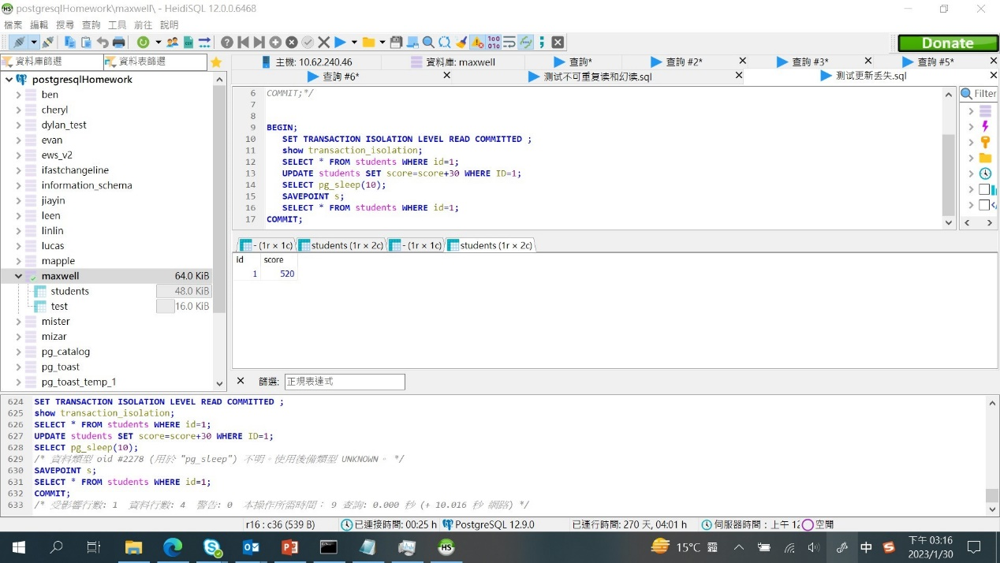 postgresqlHomework\maxwell\ - HeidiSQL 12.0.0.6468
檔案 編輯 搜尋 查詢 工具 前往 說明
Donate
資料庫篩選 資料表篩選
主機: 10.62.240.46 資料庫: maxwell 查詢* 查詢 #2* 查詢 #3* 查詢 #5*
查詢 #6* 测试不可重复读和幻读.sql 测试更新丢失.sql
postgresqlHomework
ben
cheryl
dylan_test
evan
ews_v2
ifastchangeline
information_schema
jiayin
leen
linlin
lucas
mapple
maxwell 64.0 KiB
students 48.0 KiB
test 16.0 KiB
mister
mizar
pg_catalog
pg_toast
pg_toast_temp_1
6 COMMIT;*/
7
8
9 BEGIN;
10 SET TRANSACTION ISOLATION LEVEL READ COMMITTED ;
11 show transaction_isolation;
12 SELECT * FROM students WHERE id=1;
13 UPDATE students SET score=score+30 WHERE ID=1;
14 SELECT pg_sleep(10);
15 SAVEPOINT s;
16 SELECT * FROM students WHERE id=1;
17 COMMIT;
Filter
- (1r × 1c) students (1r × 2c) - (1r × 1c) students (1r × 2c)
id score
1 520
篩選: 正規表達式
624 SET TRANSACTION ISOLATION LEVEL READ COMMITTED ;
625 show transaction_isolation;
626 SELECT * FROM students WHERE id=1;
627 UPDATE students SET score=score+30 WHERE ID=1;
628 SELECT pg_sleep(10);
629 /* 資料類型 oid #2278 (用於 "pg_sleep") 不明。使用後備類型 UNKNOWN。 */
630 SAVEPOINT s;
631 SELECT * FROM students WHERE id=1;
632 COMMIT;
633 /* 受影響行數: 1 資料行數: 4 警告: 0 本操作所需時間： 9 查詢: 0.000 秒 (+ 10.016 秒 網路) */
r16 : c36 (539 B) 已連接時間: 00:25 h PostgreSQL 12.9.0 已運行時間: 270 天, 04:01 h 伺服器時間：上午 12 空閒
15°C 中 下午 03:16
2023/1/30